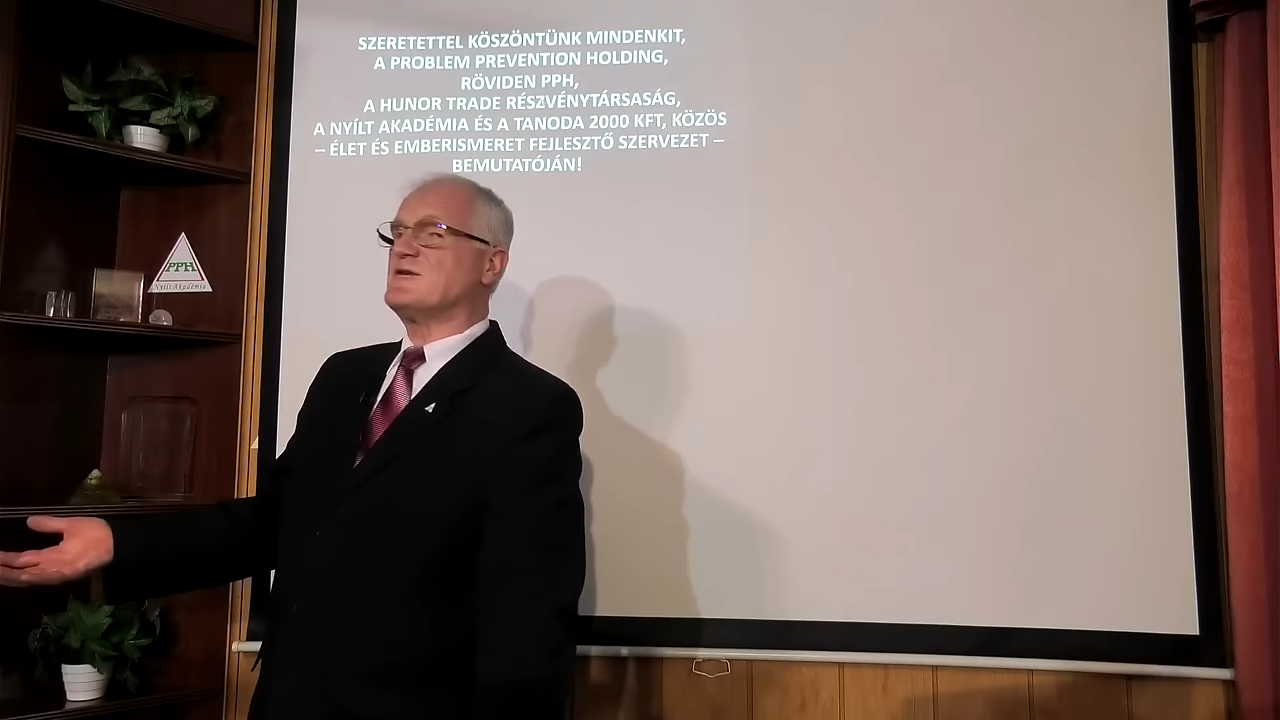 SZERETETTEL KÖSZÖNTÜNK MINDENKIT,
A PROBLEM PREVENTION HOLDING,
RÖVIDEN PPH,
A HUNOR TRADE RÉSZVÉNYTÁRSASÁG,
A NYÍLT AKADÉMIA ÉS A TANODA 2000 KFT, KÖZÖS
– ÉLET ÉS EMBERISMERET FEJLESZTŐ SZERVEZET –
BEMUTATÓJÁN!
PPH
Nyílt Akadémia